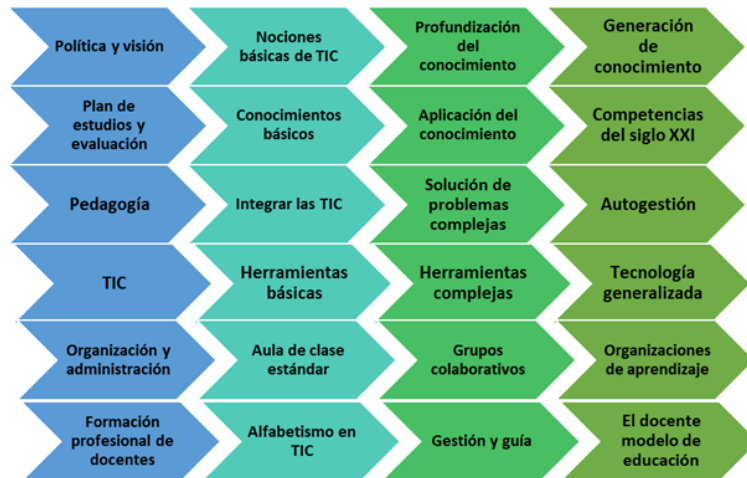 Política y visión
Nociones
básicas de TIC
Profundización
del
conocimiento
Generación
de
conocimiento
Plan de
estudios y
evaluación
Conocimientos
básicos
Aplicación del
conocimiento
Competencias
del siglo XXI
Pedagogía
Integrar las TIC
Solución de
problemas
complejas
Autogestión
TIC
Herramientas
básicas
Herramientas
complejas
Tecnología
generalizada
Organización y
administración
Aula de clase
estándar
Grupos
colaborativos
Organizaciones
de aprendizaje
Formación
profesional de
docentes
Alfabetismo en
TIC
Gestión y guía
El docente
modelo de
educación